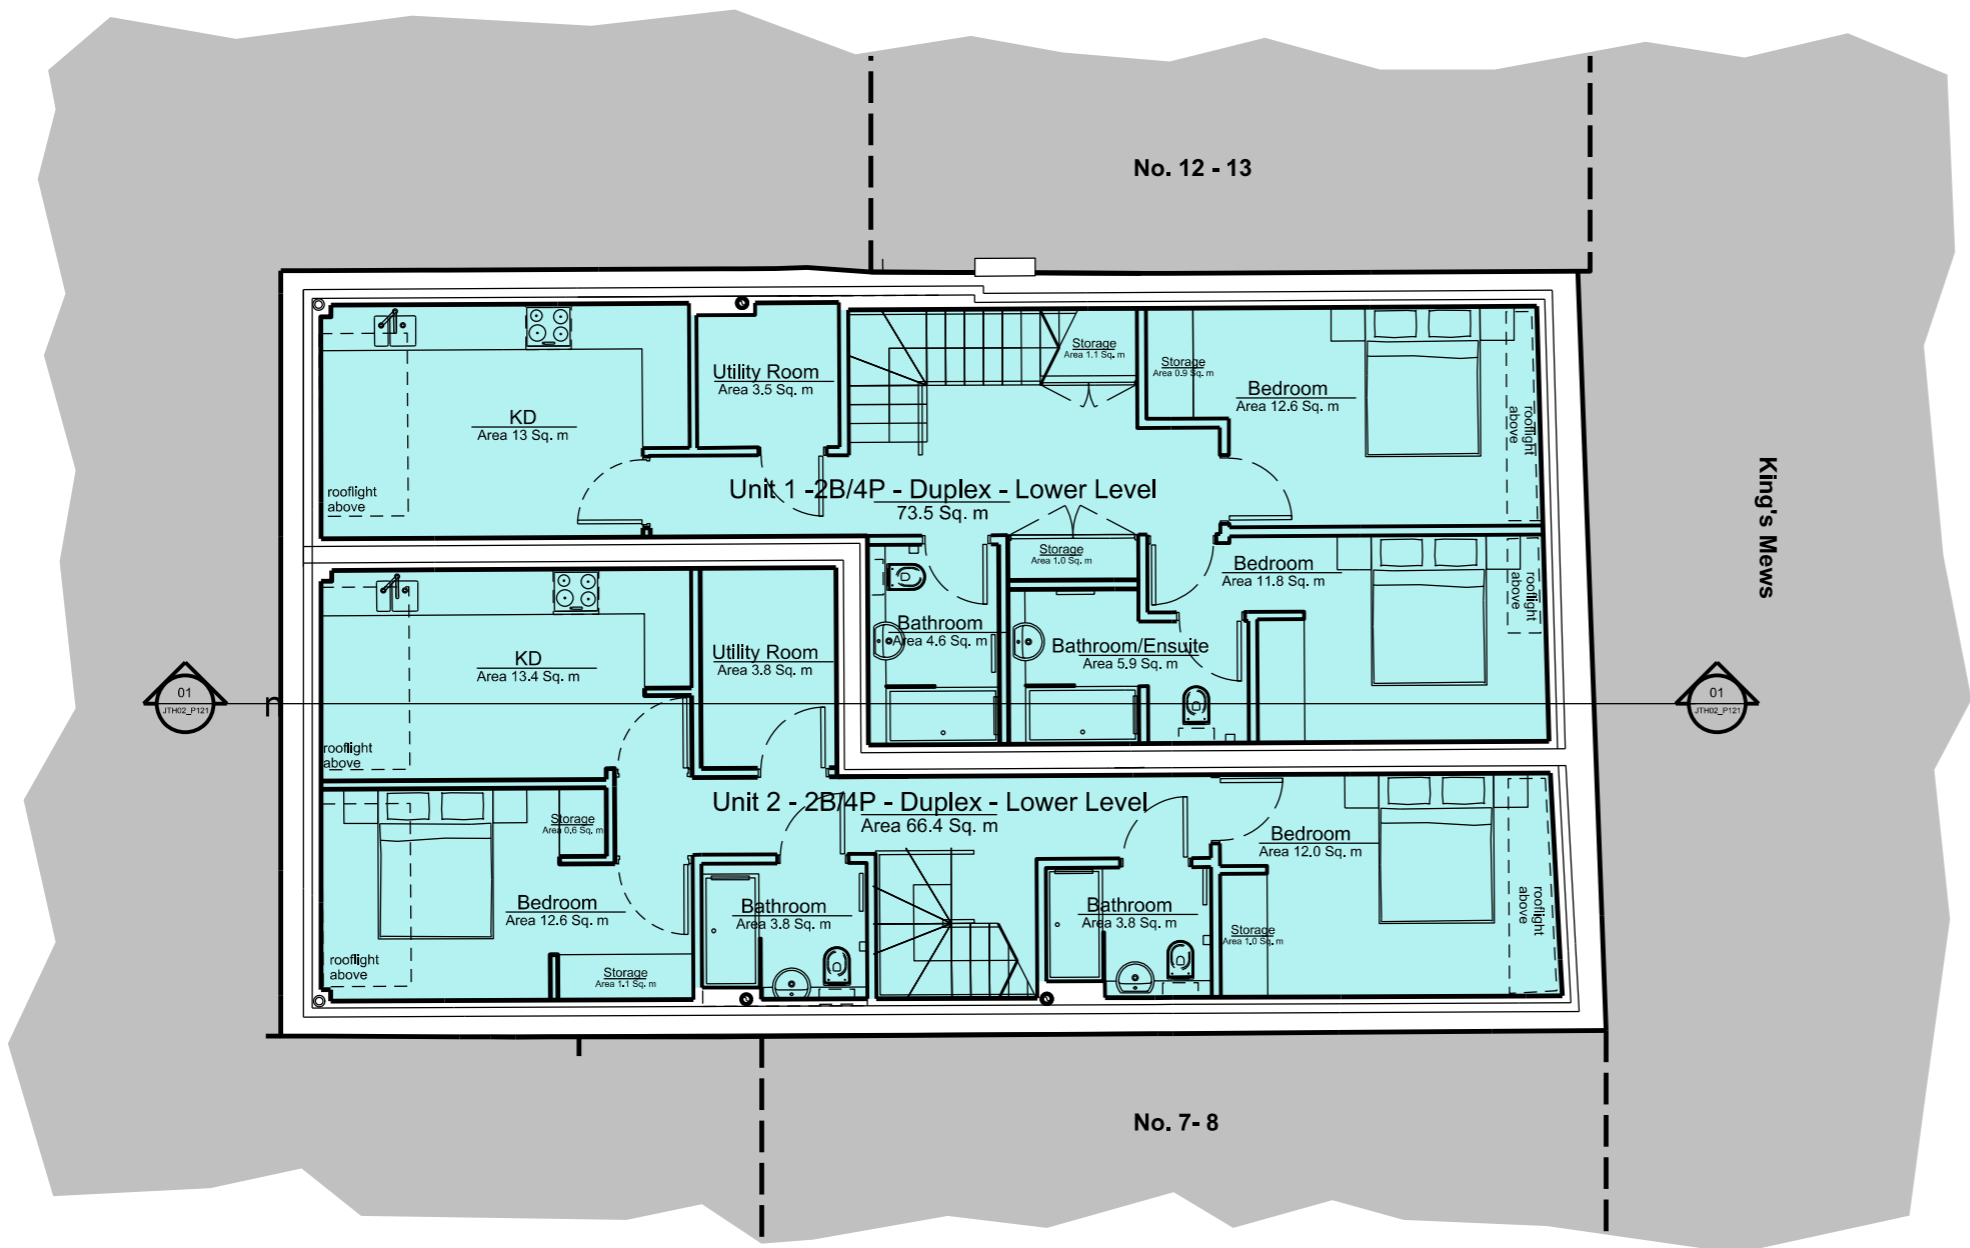 No. 12 - 13
KD
Area 13 Sq. m
rooflight
above
Utility Room
Area 3.5 Sq. m
Storage
Area 1.1 Sq. m
Storage
Area 0.9 Sq. m
Bedroom
Area 12.6 Sq. m
rooflight
above
Unit 1 -2B/4P - Duplex - Lower Level
73.5 Sq. m
King's Mews
Storage
Area 1.0 Sq. m
Bedroom
Area 11.8 Sq. m
rooflight
above
Bathroom
Area 4.6 Sq. m
Bathroom/Ensuite
Area 5.9 Sq. m
KD
Area 13.4 Sq. m
rooflight
above
Utility Room
Area 3.8 Sq. m
01
JTH02_P121
n
01
JTH02_P121
Unit 2 - 2B/4P - Duplex - Lower Level
Area 66.4 Sq. m
Storage
Area 0.6 Sq. m
Bedroom
Area 12.6 Sq. m
rooflight
above
Storage
Area 1.1 Sq. m
Bathroom
Area 3.8 Sq. m
Bathroom
Area 3.8 Sq. m
Bedroom
Area 12.0 Sq. m
Storage
Area 1.0 Sq. m
rooflight
above
No. 7- 8